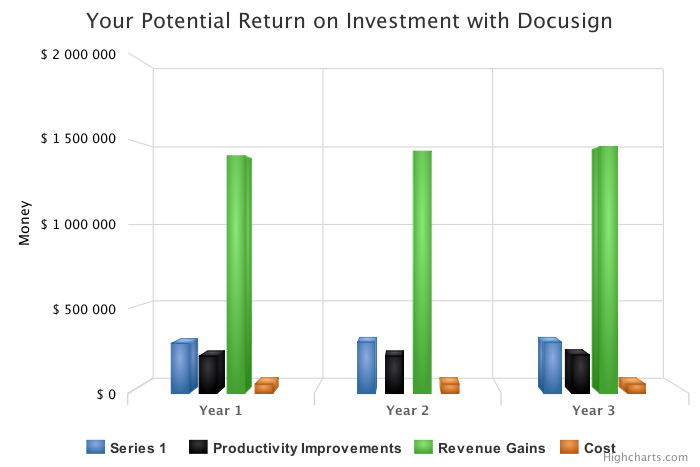 Your Potential Return on Investment with Docusign
$ 2 000 000
$ 1 500 000
$ 1 000 000
$ 500 000
$ 0
Money
Year 1
Year 2
Year 3
Series 1
Productivity Improvements
Revenue Gains
Cost
Highcharts.com